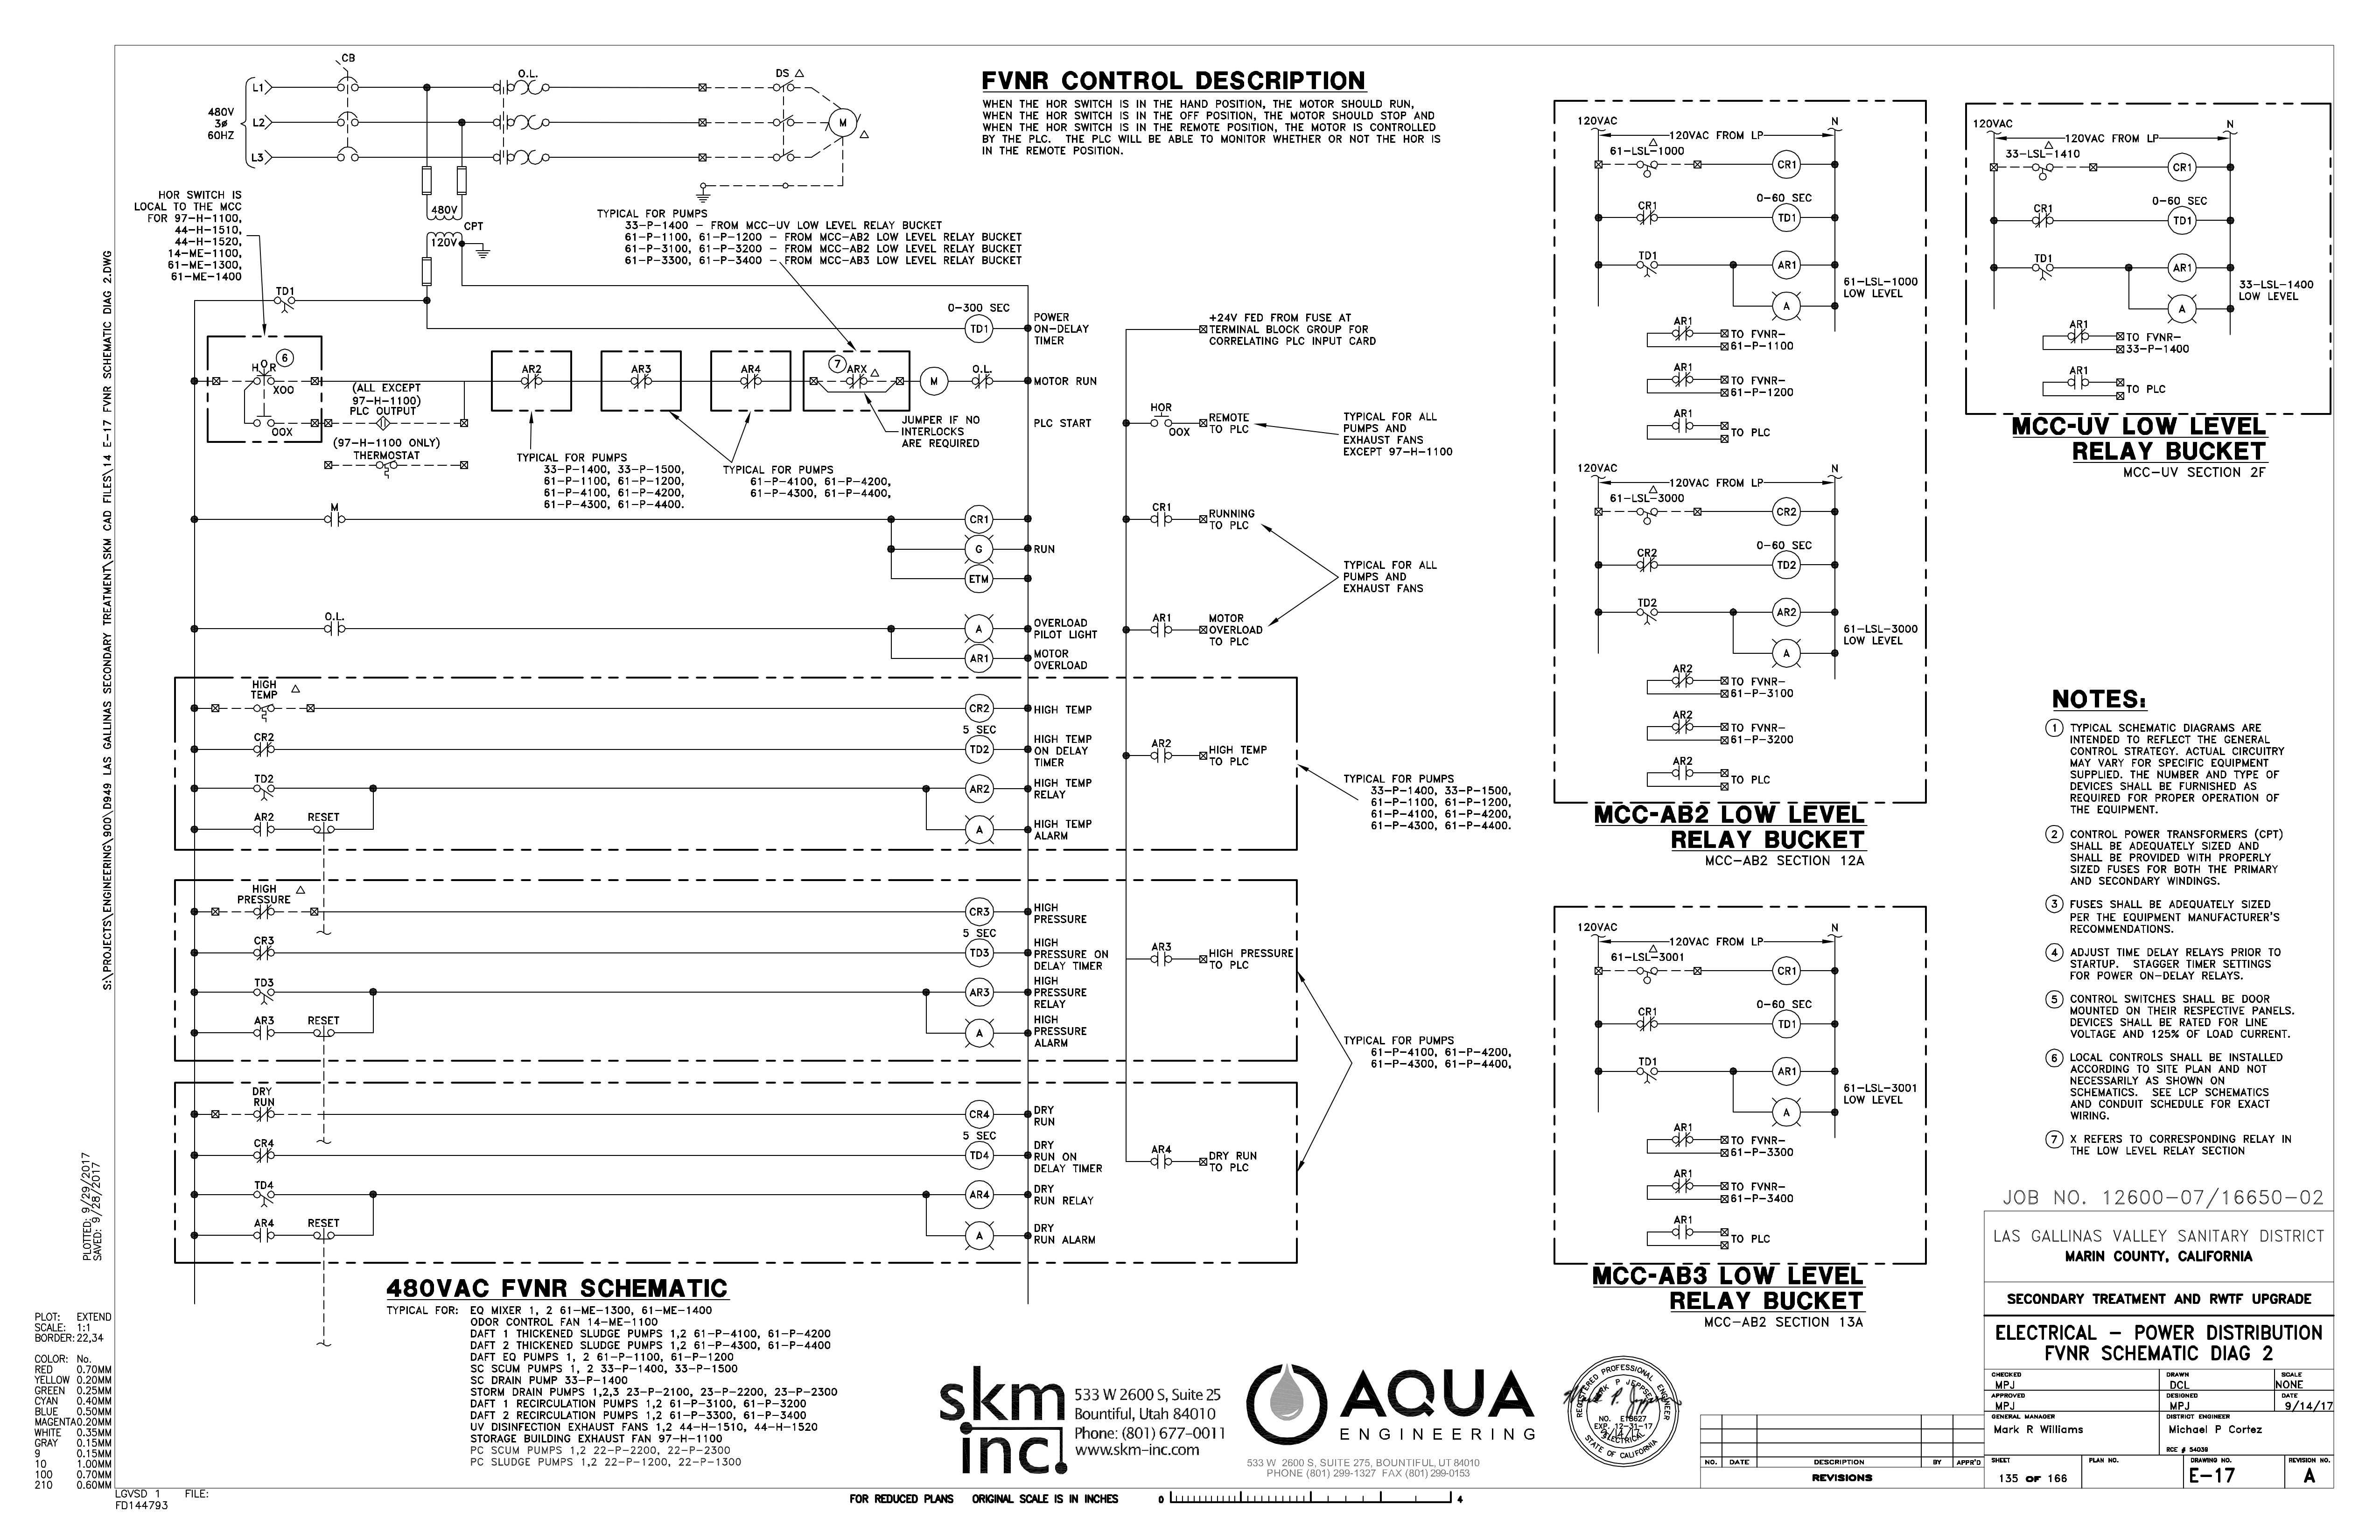 CB
L1
480V
3ø
60HZ
L2
L3
O.L.
DS
M
480V
CPT
120V
HOR SWITCH IS
LOCAL TO THE MCC
FOR 97-H-1100,
44-H-1510,
44-H-1520,
14-ME-1100,
61-ME-1300,
61-ME-1400
TYPICAL FOR PUMPS
33-P-1400 - FROM MCC-UV LOW LEVEL RELAY BUCKET
61-P-1100, 61-P-1200 - FROM MCC-AB2 LOW LEVEL RELAY BUCKET
61-P-3100, 61-P-3200 - FROM MCC-AB2 LOW LEVEL RELAY BUCKET
61-P-3300, 61-P-3400 - FROM MCC-AB3 LOW LEVEL RELAY BUCKET
FVNR CONTROL DESCRIPTION
WHEN THE HOR SWITCH IS IN THE HAND POSITION, THE MOTOR SHOULD RUN,
WHEN THE HOR SWITCH IS IN THE OFF POSITION, THE MOTOR SHOULD STOP AND
WHEN THE HOR SWITCH IS IN THE REMOTE POSITION, THE MOTOR IS CONTROLLED
BY THE PLC. THE PLC WILL BE ABLE TO MONITOR WHETHER OR NOT THE HOR IS
IN THE REMOTE POSITION.
TD1
0-300 SEC
TD1
POWER
ON-DELAY
TIMER
6
H O R
XOO
OOX
(ALL EXCEPT
97-H-1100)
PLC OUTPUT
(97-H-1100 ONLY)
THERMOSTAT
AR2
AR3
AR4
7
ARX
M
O.L.
MOTOR RUN
JUMPER IF NO
INTERLOCKS
ARE REQUIRED
PLC START
TYPICAL FOR PUMPS
33-P-1400, 33-P-1500,
61-P-1100, 61-P-1200,
61-P-4100, 61-P-4200,
61-P-4300, 61-P-4400.
TYPICAL FOR PUMPS
61-P-4100, 61-P-4200,
61-P-4300, 61-P-4400,
M
CR1
G
RUN
ETM
O.L.
A
OVERLOAD
PILOT LIGHT
AR1
MOTOR
OVERLOAD
HIGH
TEMP
CR2
HIGH TEMP
CR2
5 SEC
TD2
HIGH TEMP
ON DELAY
TIMER
TD2
AR2
HIGH TEMP
RELAY
AR2
RESET
A
HIGH TEMP
ALARM
HIGH
PRESSURE
CR3
HIGH
PRESSURE
CR3
5 SEC
TD3
HIGH
PRESSURE ON
DELAY TIMER
TD3
AR3
HIGH
PRESSURE
RELAY
AR3
RESET
A
HIGH
PRESSURE
ALARM
DRY
RUN
CR4
DRY
RUN
CR4
5 SEC
TD4
DRY
RUN ON
DELAY TIMER
TD4
AR4
DRY
RUN RELAY
AR4
RESET
A
DRY
RUN ALARM
+24V FED FROM FUSE AT
TERMINAL BLOCK GROUP FOR
CORRELATING PLC INPUT CARD
HOR
OOX
REMOTE
TO PLC
TYPICAL FOR ALL
PUMPS AND
EXHAUST FANS
EXCEPT 97-H-1100
CR1
RUNNING
TO PLC
TYPICAL FOR ALL
PUMPS AND
EXHAUST FANS
AR1
MOTOR
OVERLOAD
TO PLC
AR2
HIGH TEMP
TO PLC
TYPICAL FOR PUMPS
33-P-1400, 33-P-1500,
61-P-1100, 61-P-1200,
61-P-4100, 61-P-4200,
61-P-4300, 61-P-4400.
AR3
HIGH PRESSURE
TO PLC
TYPICAL FOR PUMPS
61-P-4100, 61-P-4200,
61-P-4300, 61-P-4400,
AR4
DRY RUN
TO PLC
480VAC FVNR SCHEMATIC
TYPICAL FOR: EQ MIXER 1, 2 61-ME-1300, 61-ME-1400
ODOR CONTROL FAN 14-ME-1100
DAFT 1 THICKENED SLUDGE PUMPS 1,2 61-P-4100, 61-P-4200
DAFT 2 THICKENED SLUDGE PUMPS 1,2 61-P-4300, 61-P-4400
DAFT EQ PUMPS 1, 2 61-P-1100, 61-P-1200
SC SCUM PUMPS 1, 2 33-P-1400, 33-P-1500
SC DRAIN PUMP 33-P-1400
STORM DRAIN PUMPS 1,2,3 23-P-2100, 23-P-2200, 23-P-2300
DAFT 1 RECIRCULATION PUMPS 1,2 61-P-3100, 61-P-3200
DAFT 2 RECIRCULATION PUMPS 1,2 61-P-3300, 61-P-3400
UV DISINFECTION EXHAUST FANS 1,2 44-H-1510, 44-H-1520
STORAGE BUILDING EXHAUST FAN 97-H-1100
PC SCUM PUMPS 1,2 22-P-2200, 22-P-2300
PC SLUDGE PUMPS 1,2 22-P-1200, 22-P-1300
120VAC
N
120VAC FROM LP
61-LSL-1000
CR1
CR1
0-60 SEC
TD1
TD1
AR1
61-LSL-1000
LOW LEVEL
A
AR1
TO FVNR-
61-P-1100
AR1
TO FVNR-
61-P-1200
AR1
TO PLC
120VAC
N
120VAC FROM LP
61-LSL-3000
CR2
CR2
0-60 SEC
TD2
TD2
AR2
61-LSL-3000
LOW LEVEL
A
AR2
TO FVNR-
61-P-3100
AR2
TO FVNR-
61-P-3200
AR2
TO PLC
MCC-AB2 LOW LEVEL
RELAY BUCKET
MCC-AB2 SECTION 12A
120VAC
N
120VAC FROM LP
61-LSL-3001
CR1
CR1
0-60 SEC
TD1
TD1
AR1
61-LSL-3001
LOW LEVEL
A
AR1
TO FVNR-
61-P-3300
AR1
TO FVNR-
61-P-3400
AR1
TO PLC
MCC-AB3 LOW LEVEL
RELAY BUCKET
MCC-AB2 SECTION 13A
120VAC
N
120VAC FROM LP
33-LSL-1410
CR1
CR1
0-60 SEC
TD1
TD1
AR1
33-LSL-1400
LOW LEVEL
A
AR1
TO FVNR-
33-P-1400
AR1
TO PLC
MCC-UV LOW LEVEL
RELAY BUCKET
MCC-UV SECTION 2F
NOTES:
1 TYPICAL SCHEMATIC DIAGRAMS ARE
INTENDED TO REFLECT THE GENERAL
CONTROL STRATEGY. ACTUAL CIRCUITRY
MAY VARY FOR SPECIFIC EQUIPMENT
SUPPLIED. THE NUMBER AND TYPE OF
DEVICES SHALL BE FURNISHED AS
REQUIRED FOR PROPER OPERATION OF
THE EQUIPMENT.
2 CONTROL POWER TRANSFORMERS (CPT)
SHALL BE ADEQUATELY SIZED AND
SHALL BE PROVIDED WITH PROPERLY
SIZED FUSES FOR BOTH THE PRIMARY
AND SECONDARY WINDINGS.
3 FUSES SHALL BE ADEQUATELY SIZED
PER THE EQUIPMENT MANUFACTURER'S
RECOMMENDATIONS.
4 ADJUST TIME DELAY RELAYS PRIOR TO
STARTUP. STAGGER TIMER SETTINGS
FOR POWER ON-DELAY RELAYS.
5 CONTROL SWITCHES SHALL BE DOOR
MOUNTED ON THEIR RESPECTIVE PANELS.
DEVICES SHALL BE RATED FOR LINE
VOLTAGE AND 125% OF LOAD CURRENT.
6 LOCAL CONTROLS SHALL BE INSTALLED
ACCORDING TO SITE PLAN AND NOT
NECESSARILY AS SHOWN ON
SCHEMATICS. SEE LCP SCHEMATICS
AND CONDUIT SCHEDULE FOR EXACT
WIRING.
7 X REFERS TO CORRESPONDING RELAY IN
THE LOW LEVEL RELAY SECTION
JOB NO. 12600-07/16650-02
LAS GALLINAS VALLEY SANITARY DISTRICT
MARIN COUNTY, CALIFORNIA
SECONDARY TREATMENT AND RWTF UPGRADE
ELECTRICAL - POWER DISTRIBUTION
FVNR SCHEMATIC DIAG 2
CHECKED
MPJ
DRAWN
DCL
SCALE
NONE
APPROVED
MPJ
DESIGNED
MPJ
DATE
9/14/17
GENERAL MANAGER
Mark R Williams
DISTRICT ENGINEER
Michael P Cortez
RCE # 54039
SHEET
135 OF 166
PLAN NO.
DRAWING NO.
E-17
REVISION NO.
A
NO. DATE DESCRIPTION BY APPR'D
REVISIONS
skm
inc.
533 W 2600 S, Suite 25
Bountiful, Utah 84010
Phone: (801) 677-0011
www.skm-inc.com
AQUA
ENGINEERING
533 W 2600 S, SUITE 275, BOUNTIFUL, UT 84010
PHONE (801) 299-1327 FAX (801) 299-0153
REGISTERED PROFESSIONAL ENGINEER
MARK P JEPPSEN
NO. E18627
EXP. 12-31-17
9/14/17
ELECTRICAL
STATE OF CALIFORNIA
FOR REDUCED PLANS ORIGINAL SCALE IS IN INCHES
0 4
S:\PROJECTS\ENGINEERING\900\D949 LAS GALLINAS SECONDARY TREATMENT\SKM CAD FILES\14 E-17 FVNR SCHEMATIC DIAG 2.DWG
PLOTTED: 9/29/2017
SAVED: 9/28/2017
PLOT: EXTEND
SCALE: 1:1
BORDER: 22,34
COLOR: No.
RED 0.70MM
YELLOW 0.20MM
GREEN 0.25MM
CYAN 0.40MM
BLUE 0.50MM
MAGENTA 0.20MM
WHITE 0.35MM
GRAY 0.15MM
9 0.15MM
10 1.00MM
100 0.70MM
210 0.60MM
LGVSD 1 FILE:
FD144793